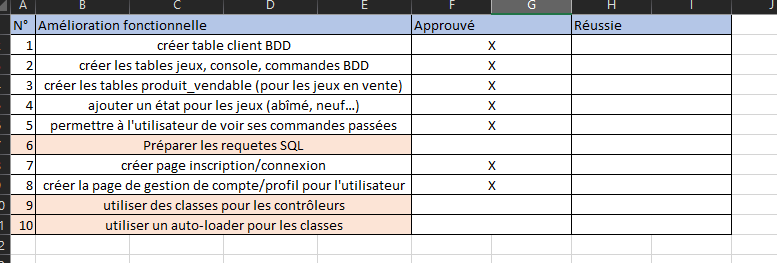 A B C D E F G H I J
N° Amélioration fonctionnelle Approuvé Réussie
1 créer table client BDD X
2 créer les tables jeux, console, commandes BDD X
3 créer les tables produit_vendable (pour les jeux en vente) X
4 ajouter un état pour les jeux (abîmé, neuf...) X
5 permettre à l'utilisateur de voir ses commandes passées X
6 Préparer les requetes SQL
7 créer page inscription/connexion X
8 créer la page de gestion de compte/profil pour l'utilisateur X
9 utiliser des classes pour les contrôleurs
10 utiliser un auto-loader pour les classes